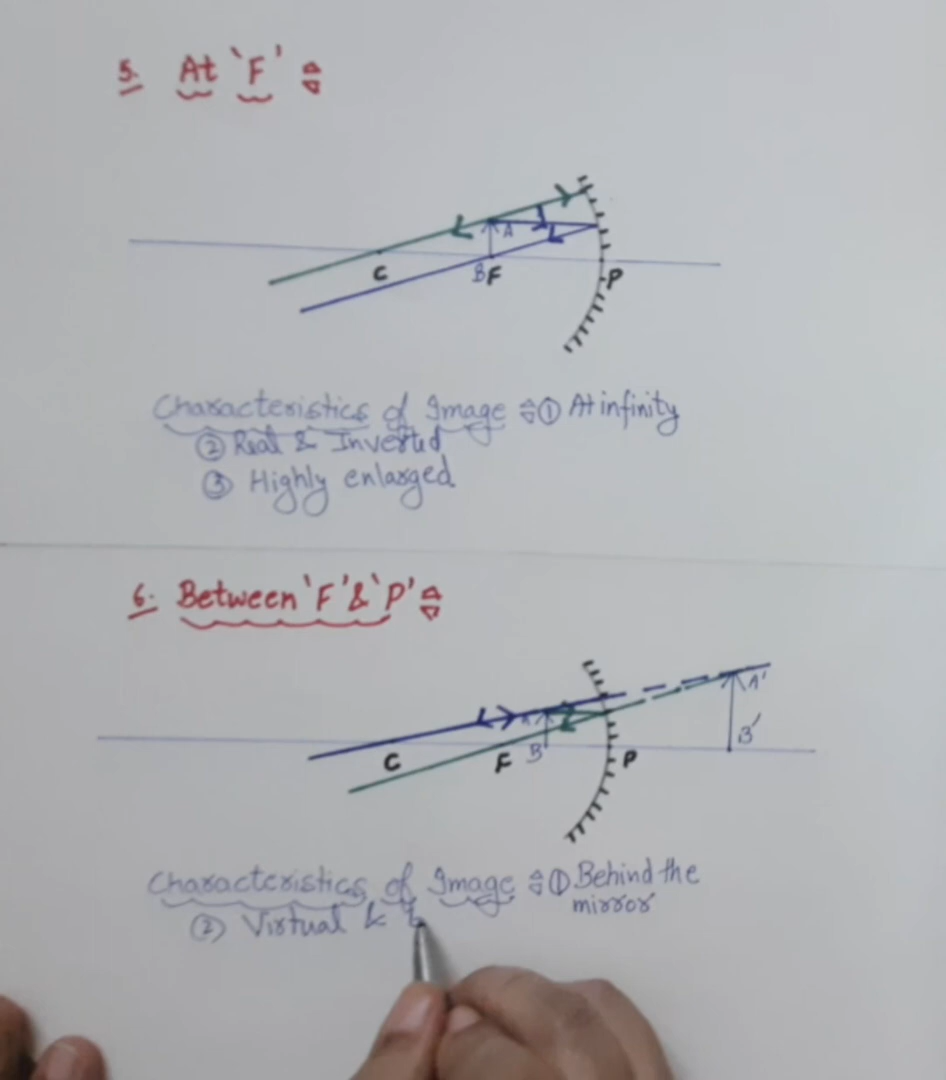 5. At 'F' :
A
C
B F
P
Characteristics of Image : ① At infinity
② Real & Inverted
③ Highly enlarged
6. Between 'F' & 'P' :
A'
B'
C
F
B
P
Characteristics of Image : ① Behind the
mirror
② Virtual &